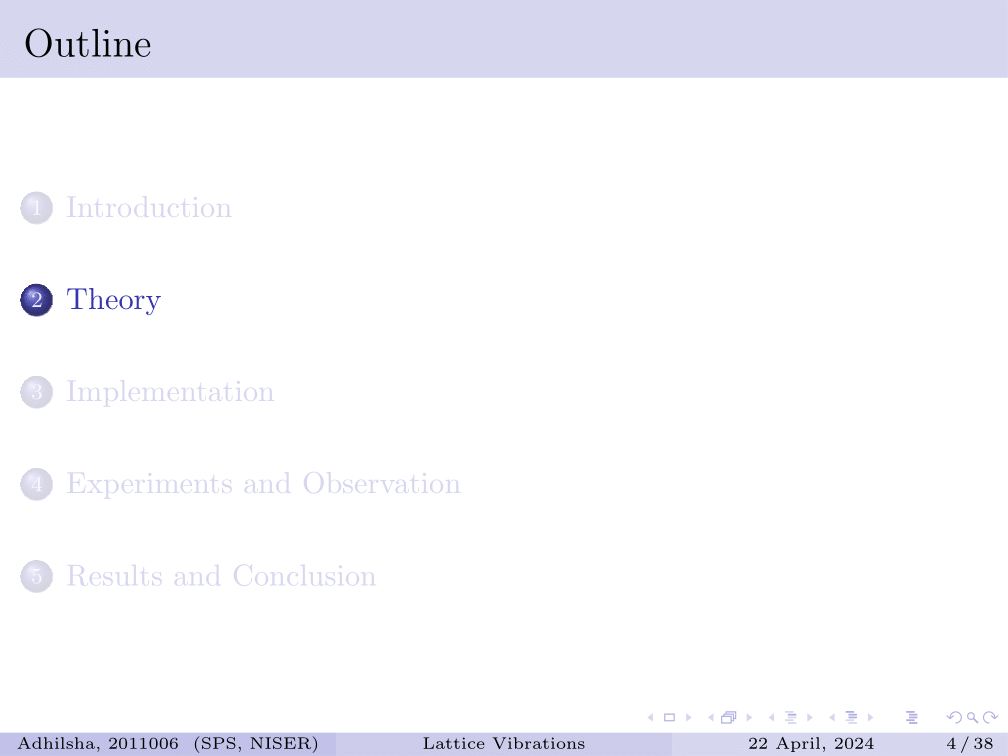 Outline
1 Introduction
2 Theory
3 Implementation
4 Experiments and Observation
5 Results and Conclusion
Adhilsha, 2011006 (SPS, NISER) Lattice Vibrations 22 April, 2024 4 / 38